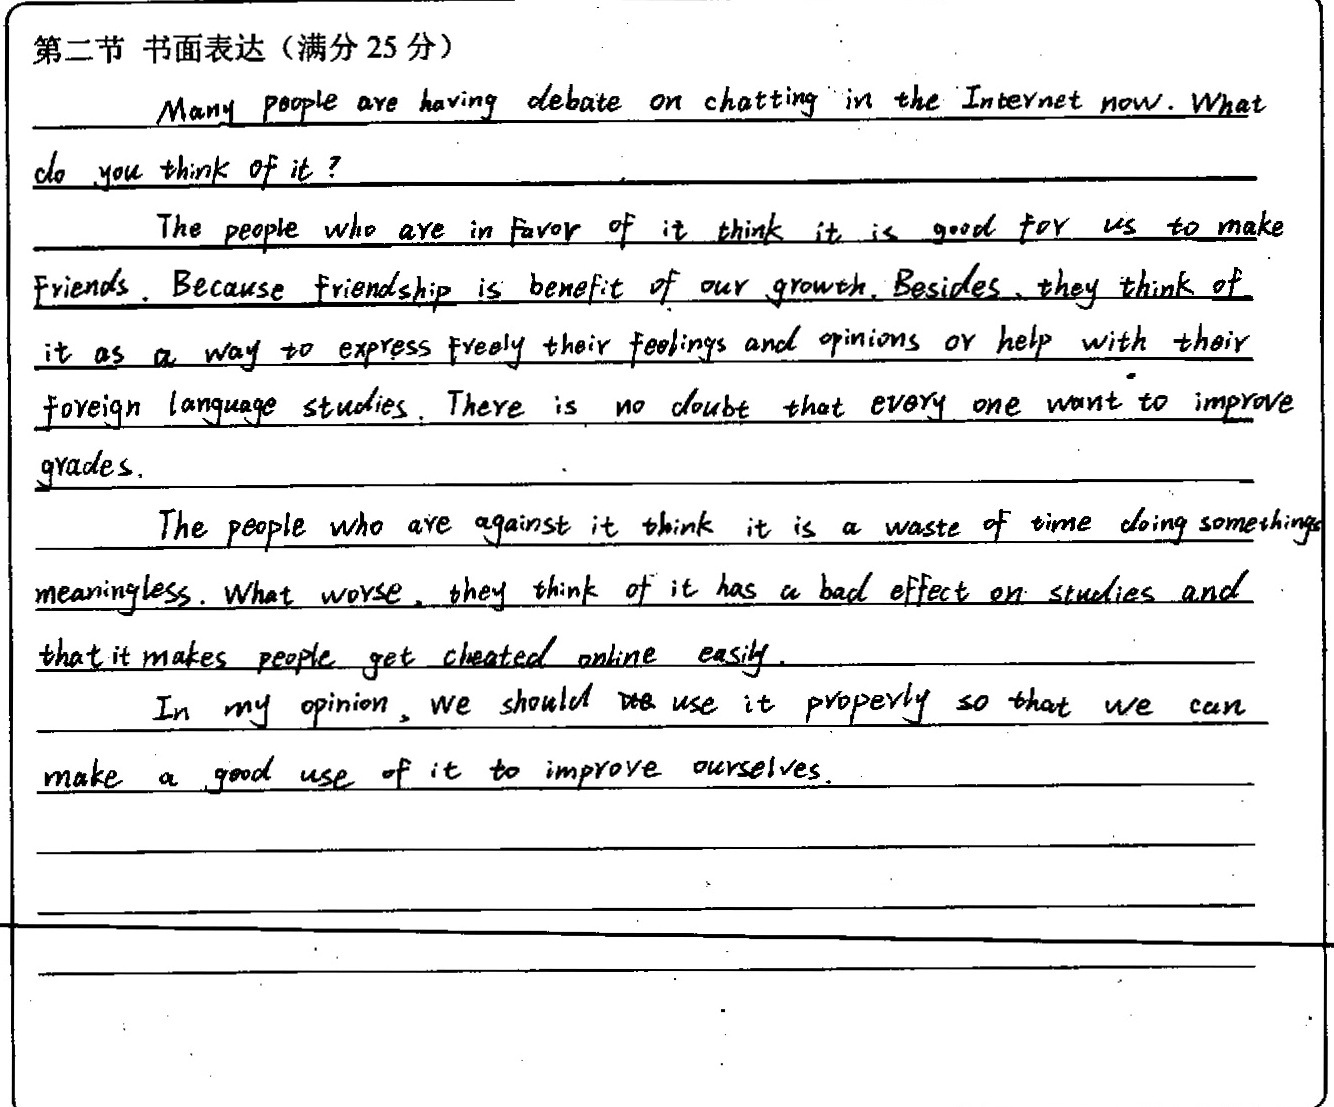 第二节 书面表达（满分 25 分）
Many people are having debate on chatting in the Internet now. What
do you think of it?
The people who are in favor of it think it is good for us to make
friends. Because friendship is benefit of our growth. Besides, they think of
it as a way to express freely their feelings and opinions or help with their
foreign language studies. There is no doubt that every one want to improve
grades.
The people who are against it think it is a waste of time doing somethings
meaningless. What worse, they think of it has a bad effect on studies and
that it makes people get cheated online easily.
In my opinion, we should use it properly so that we can
make a good use of it to improve ourselves.